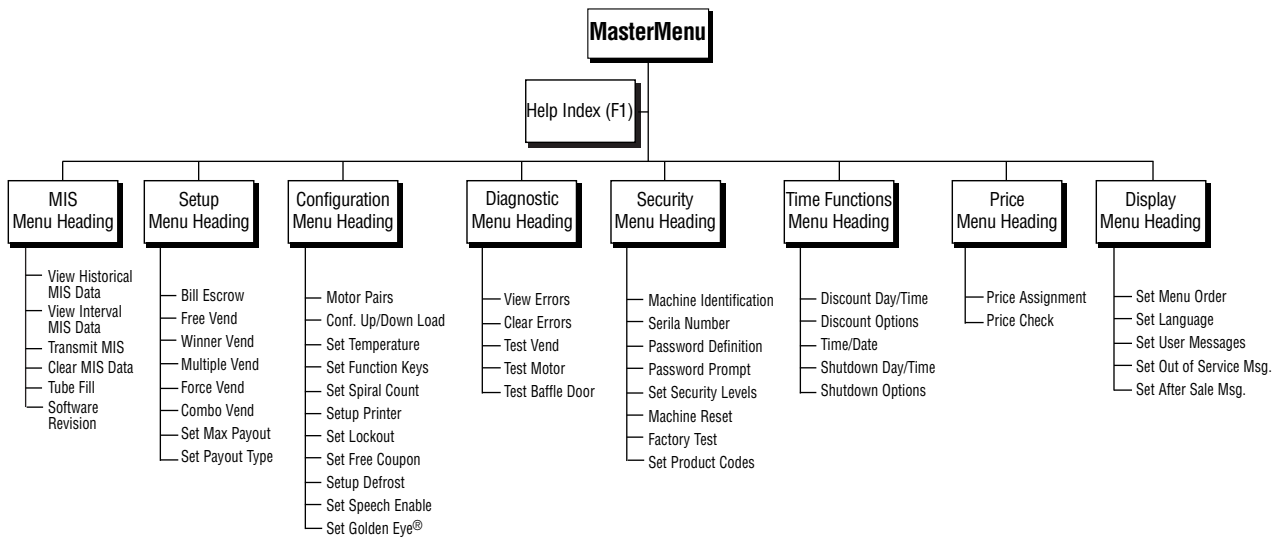 MasterMenu
Help Index (F1)
MIS
Menu Heading
View Historical
MIS Data
View Interval
MIS Data
Transmit MIS
Clear MIS Data
Tube Fill
Software
Revision
Setup
Menu Heading
Bill Escrow
Free Vend
Winner Vend
Multiple Vend
Force Vend
Combo Vend
Set Max Payout
Set Payout Type
Configuration
Menu Heading
Motor Pairs
Conf. Up/Down Load
Set Temperature
Set Function Keys
Set Spiral Count
Setup Printer
Set Lockout
Set Free Coupon
Setup Defrost
Set Speech Enable
Set Golden Eye®
Diagnostic
Menu Heading
View Errors
Clear Errors
Test Vend
Test Motor
Test Baffle Door
Security
Menu Heading
Machine Identification
Serila Number
Password Definition
Password Prompt
Set Security Levels
Machine Reset
Factory Test
Set Product Codes
Time Functions
Menu Heading
Discount Day/Time
Discount Options
Time/Date
Shutdown Day/Time
Shutdown Options
Price
Menu Heading
Price Assignment
Price Check
Display
Menu Heading
Set Menu Order
Set Language
Set User Messages
Set Out of Service Msg.
Set After Sale Msg.